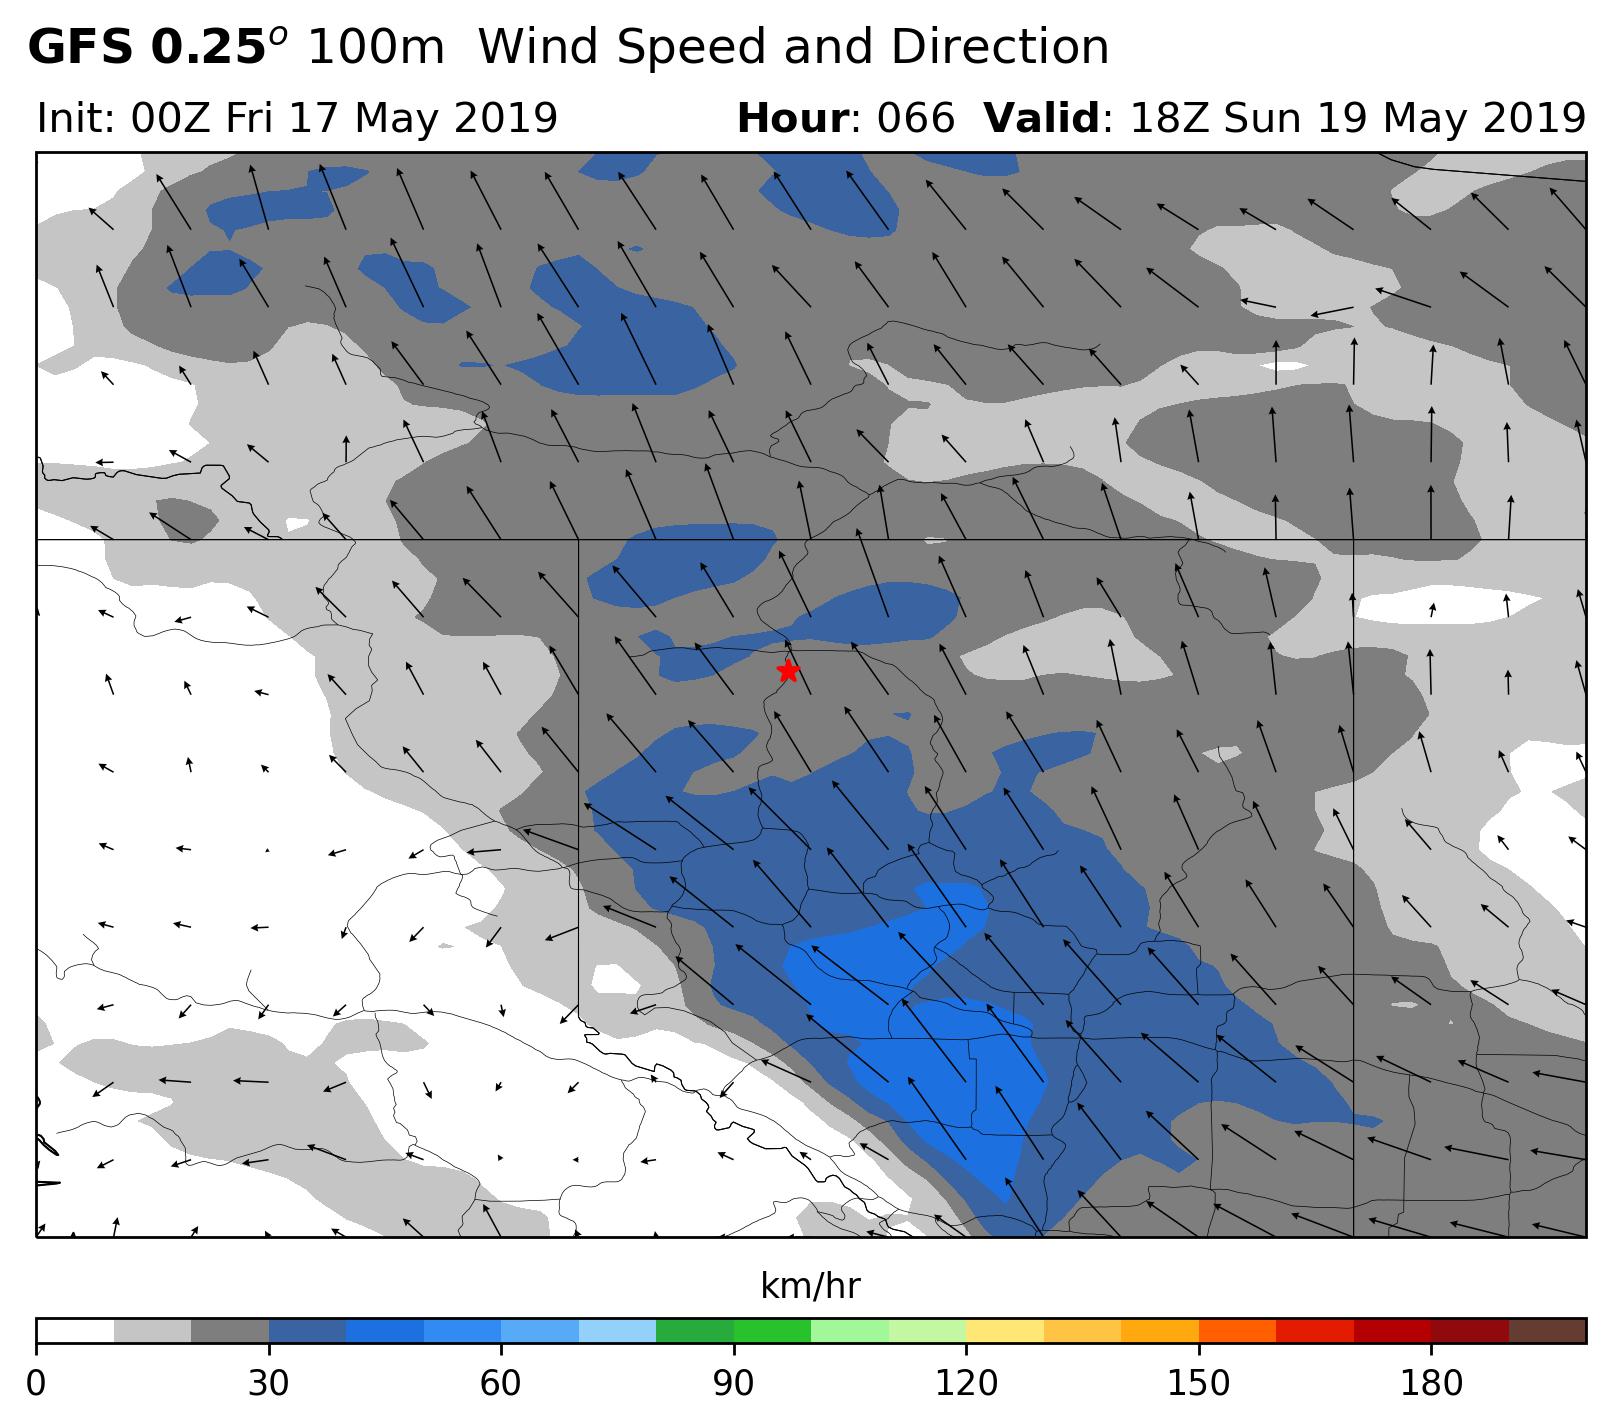 GFS 0.25° 100m Wind Speed and Direction
Init: 00Z Fri 17 May 2019 Hour: 066 Valid: 18Z Sun 19 May 2019
km/hr
0 30 60 90 120 150 180